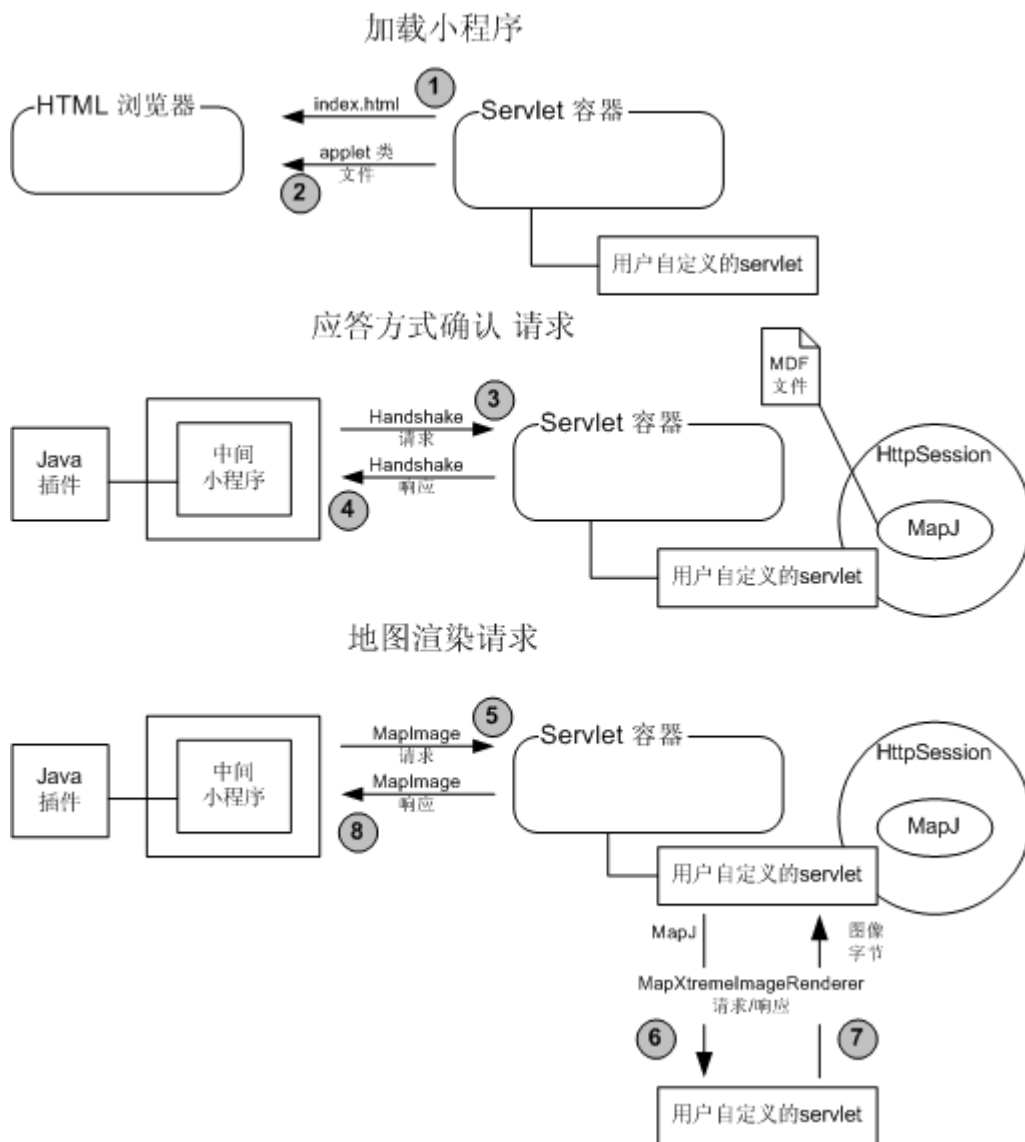 加载小程序
1
HTML 浏览器
index.html
Servlet 容器
applet 类
文件
2
用户自定义的servlet
应答方式确认 请求
MDF
文件
3
Handshake
请求
Servlet 容器
HttpSession
Java
插件
中间
小程序
Handshake
响应
4
MapJ
用户自定义的servlet
地图渲染请求
5
MapImage
请求
Servlet 容器
HttpSession
Java
插件
中间
小程序
MapImage
响应
8
MapJ
用户自定义的servlet
MapJ
图像
字节
MapXtremeImageRenderer
请求/响应
6
7
用户自定义的servlet